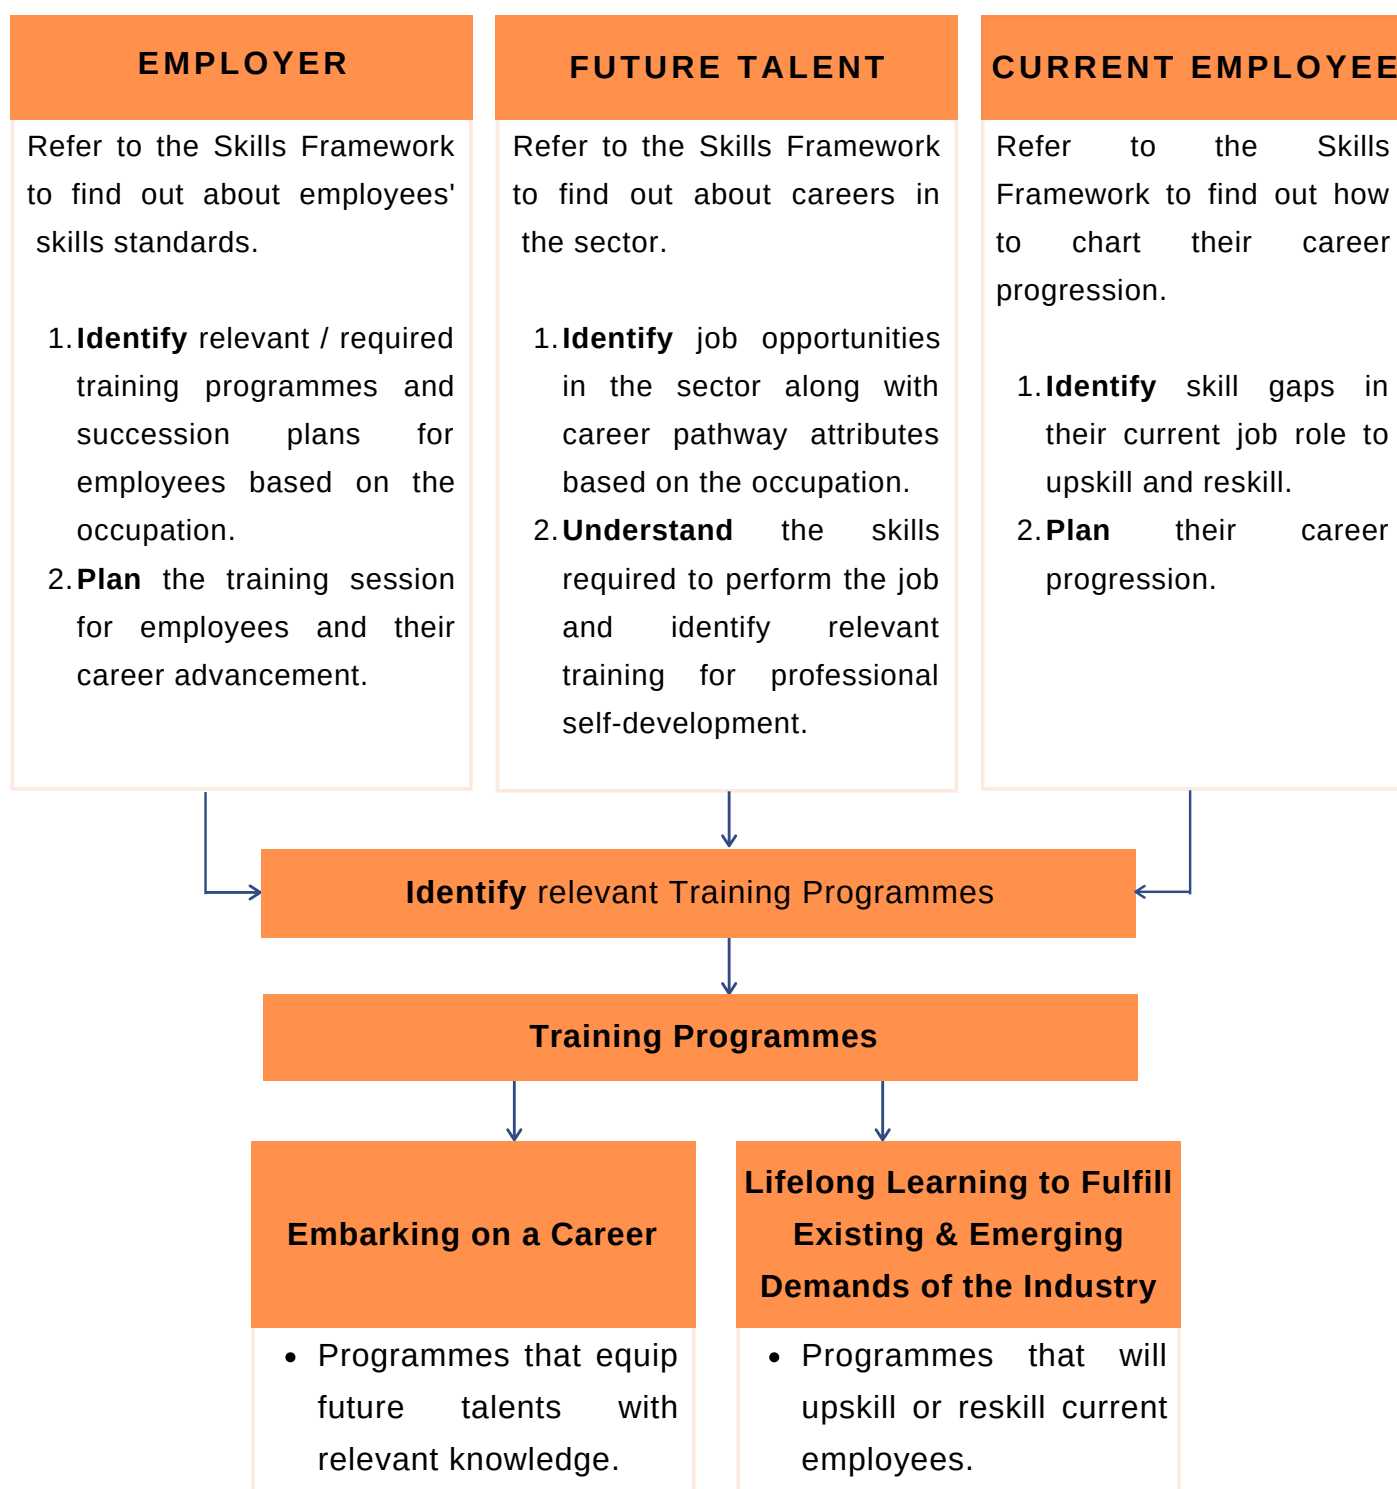 EMPLOYER
Refer to the Skills Framework
to find out about employees'
skills standards.
1. Identify relevant / required
training programmes and
succession plans for
employees based on the
occupation.
2. Plan the training session
for employees and their
career advancement.
FUTURE TALENT
Refer to the Skills Framework
to find out about careers in
the sector.
1. Identify job opportunities
in the sector along with
career pathway attributes
based on the occupation.
2. Understand the skills
required to perform the job
and identify relevant
training for professional
self-development.
CURRENT EMPLOYEE
Refer to the Skills
Framework to find out how
to chart their career
progression.
1. Identify skill gaps in
their current job role to
upskill and reskill.
2. Plan their career
progression.
Identify relevant Training Programmes
Training Programmes
Embarking on a Career
• Programmes that equip
future talents with
relevant knowledge.
Lifelong Learning to Fulfill
Existing & Emerging
Demands of the Industry
• Programmes that will
upskill or reskill current
employees.